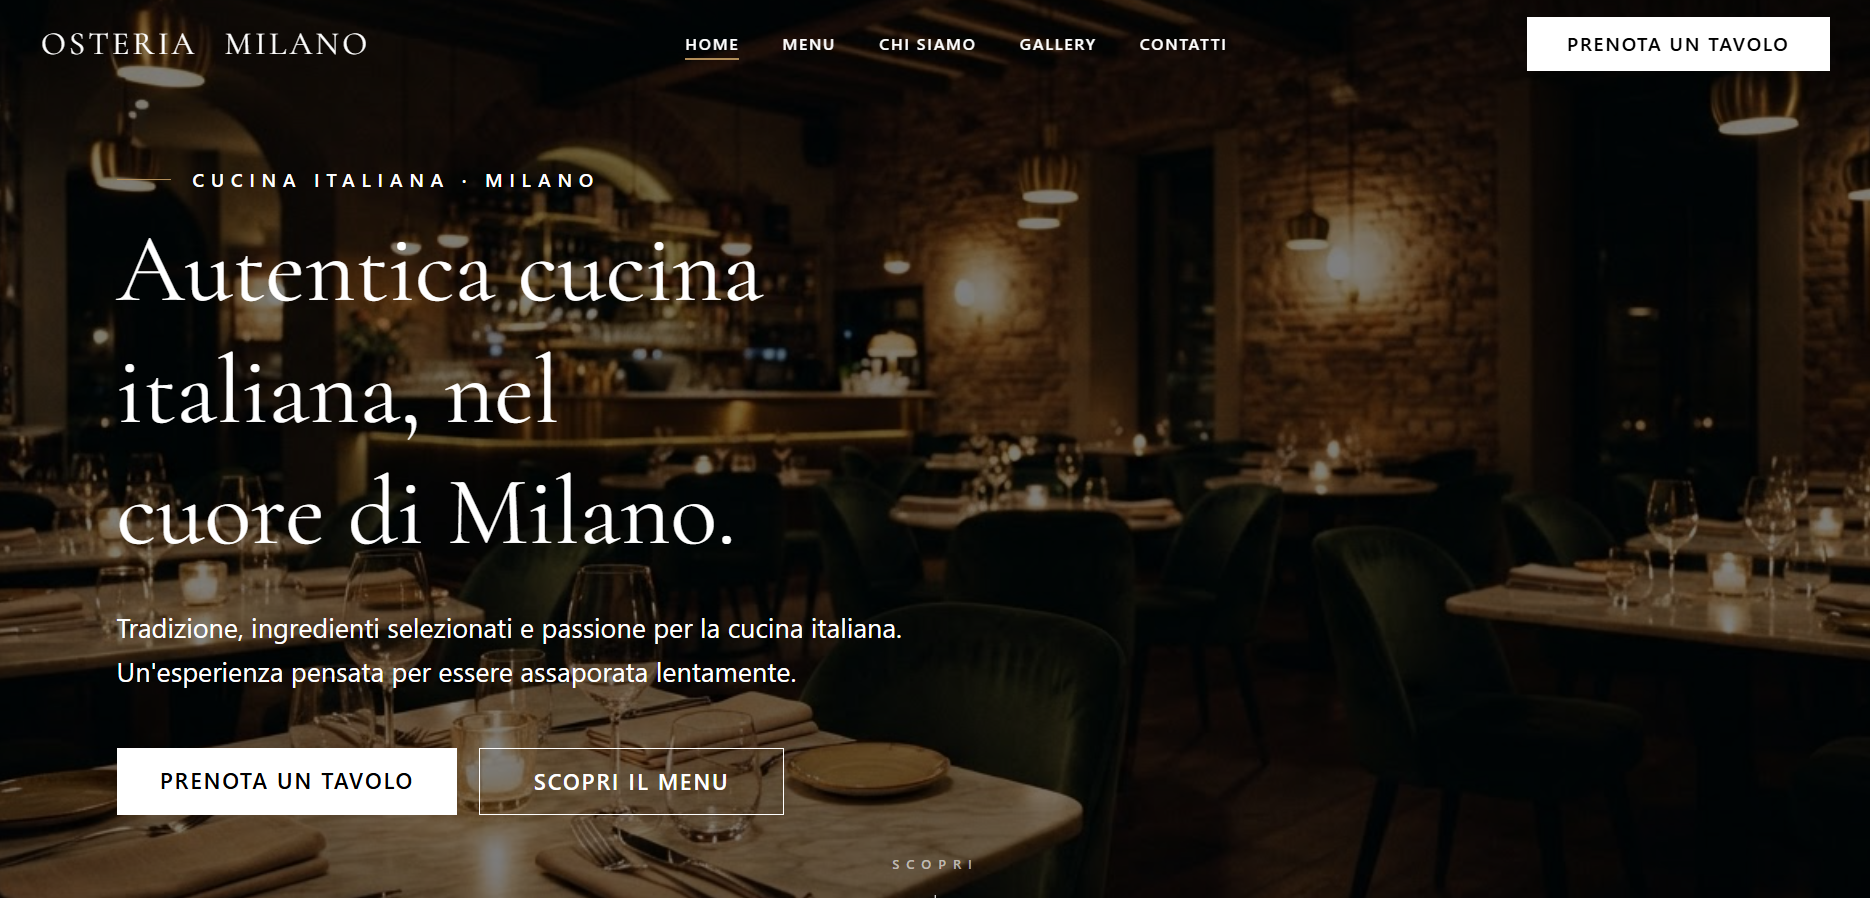 OSTERIA MILANO
HOME MENU CHI SIAMO GALLERY CONTATTI
PRENOTA UN TAVOLO
CUCINA ITALIANA · MILANO
Autentica cucina
italiana, nel
cuore di Milano.
Tradizione, ingredienti selezionati e passione per la cucina italiana.
Un'esperienza pensata per essere assaporata lentamente.
PRENOTA UN TAVOLO
SCOPRI IL MENU
SCOPRI